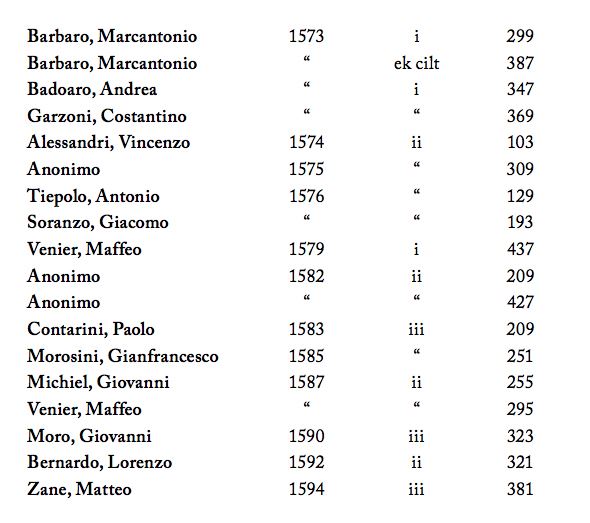 Barbaro, Marcantonio 1573 i 299
Barbaro, Marcantonio “ ek cilt 387
Badoaro, Andrea “ i 347
Garzoni, Costantino “ “ 369
Alessandri, Vincenzo 1574 ii 103
Anonimo 1575 “ 309
Tiepolo, Antonio 1576 “ 129
Soranzo, Giacomo “ “ 193
Venier, Maffeo 1579 i 437
Anonimo 1582 ii 209
Anonimo “ “ 427
Contarini, Paolo 1583 iii 209
Morosini, Gianfrancesco 1585 “ 251
Michiel, Giovanni 1587 ii 255
Venier, Maffeo “ “ 295
Moro, Giovanni 1590 iii 323
Bernardo, Lorenzo 1592 ii 321
Zane, Matteo 1594 iii 381